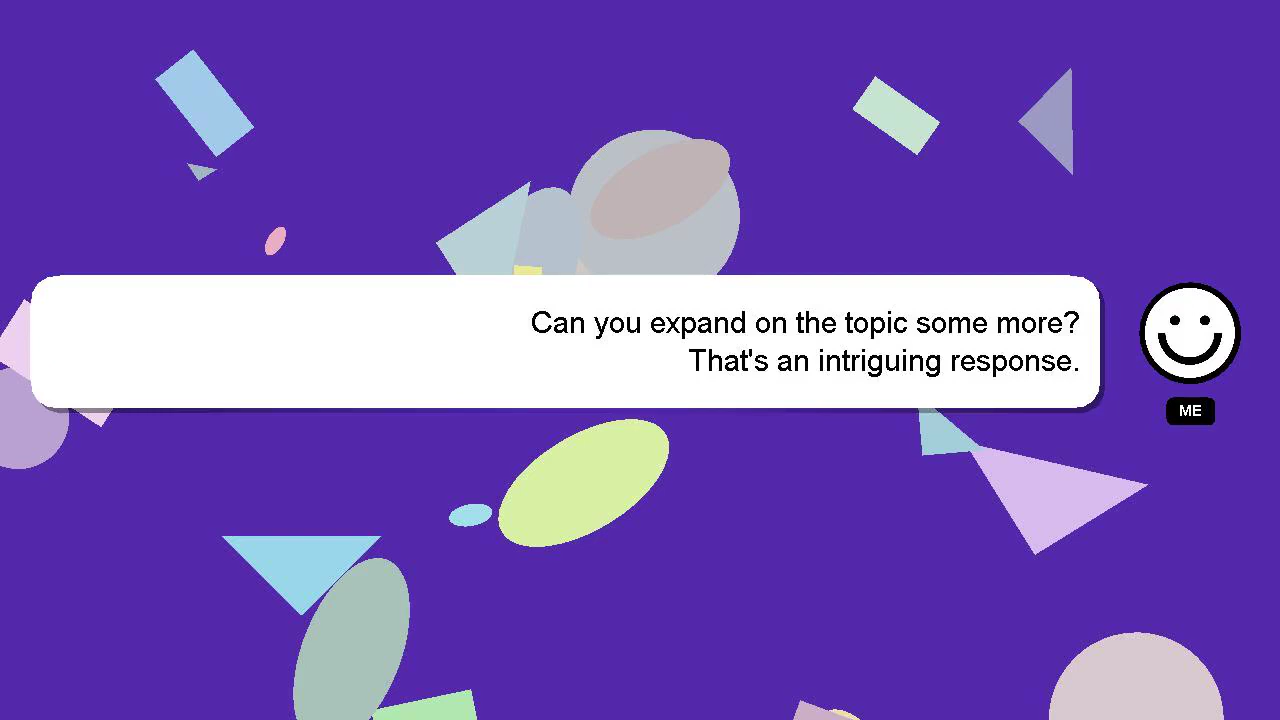 Can you expand on the topic some more?
That's an intriguing response.
ME